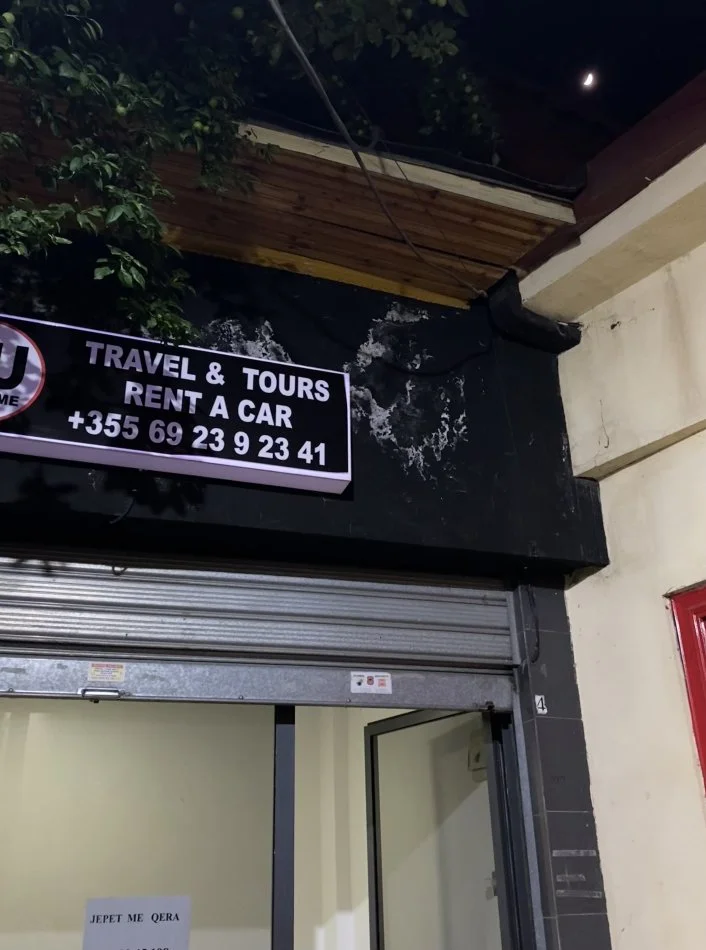 U
ME
TRAVEL & TOURS
RENT A CAR
+355 69 23 9 23 41
4
JEPET ME QERA